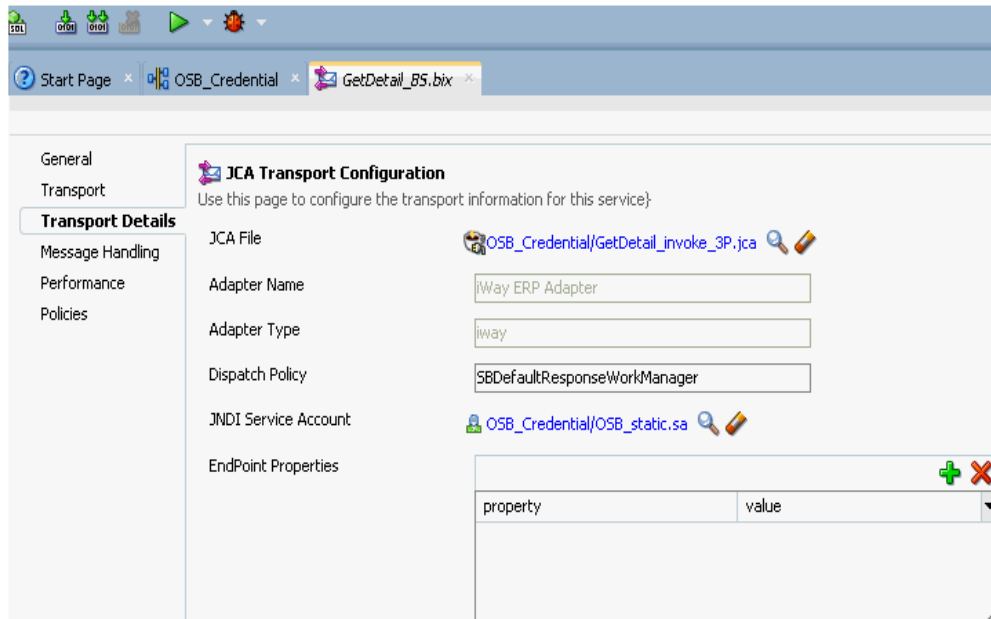 SQL
Start Page
OSB_Credential
GetDetail_BS.bix
General
Transport
Transport Details
Message Handling
Performance
Policies
JCA Transport Configuration
Use this page to configure the transport information for this service}
JCA File
OSB_Credential/GetDetail_invoke_3P.jca
Adapter Name
iWay ERP Adapter
Adapter Type
iway
Dispatch Policy
SBDefaultResponseWorkManager
JNDI Service Account
OSB_Credential/OSB_static.sa
EndPoint Properties
property value